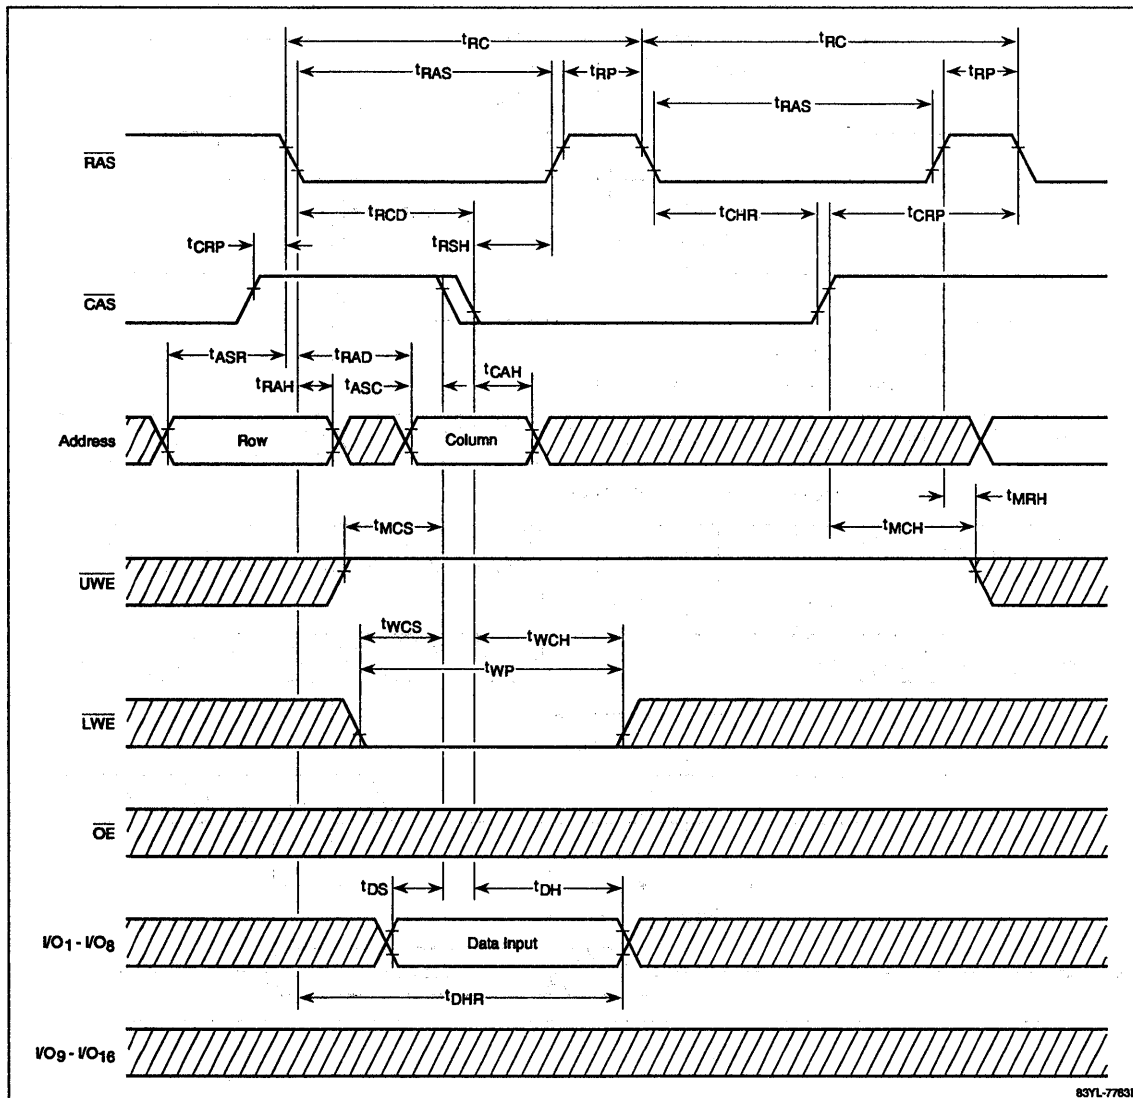 tRC tRC
tRAS tRP tRP
tRAS
RAS
tRCD tCHR tCRP
tCRP tRSH
CAS
tASR tRAD tCAH
tRAH tASC
Address Row Column
tMRH
tMCS tMCH
UWE
tWCS tWCH
tWP
LWE
OE
tDS tDH
I/O1 - I/O8 Data Input
tDHR
I/O9 - I/O16